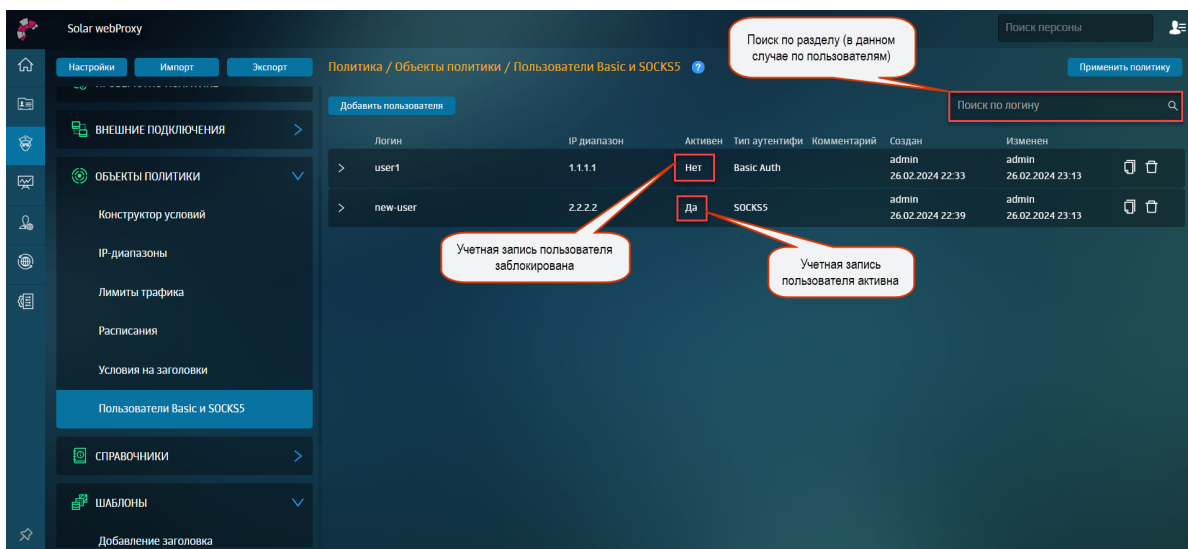 Solar webProxy
Поиск персоны
Поиск по разделу (в данном
случае по пользователям)
Настройки
Импорт
Экспорт
Политика / Объекты политики / Пользователи Basic и SOCKS5
?
Применить политику
Добавить пользователя
Поиск по логину
ВНЕШНИЕ ПОДКЛЮЧЕНИЯ
Логин IP диапазон Активен Тип аутентифи Комментарий Создан Изменен
user1 1.1.1.1 Нет Basic Auth admin admin
26.02.2024 22:33 26.02.2024 23:13
ОБЪЕКТЫ ПОЛИТИКИ
new-user 2.2.2.2 Да SOCKS5 admin admin
26.02.2024 22:39 26.02.2024 23:13
Конструктор условий
Учетная запись пользователя
заблокирована
Учетная запись
пользователя активна
IP-диапазоны
Лимиты трафика
Расписания
Условия на заголовки
Пользователи Basic и SOCKS5
СПРАВОЧНИКИ
ШАБЛОНЫ
Добавление заголовка